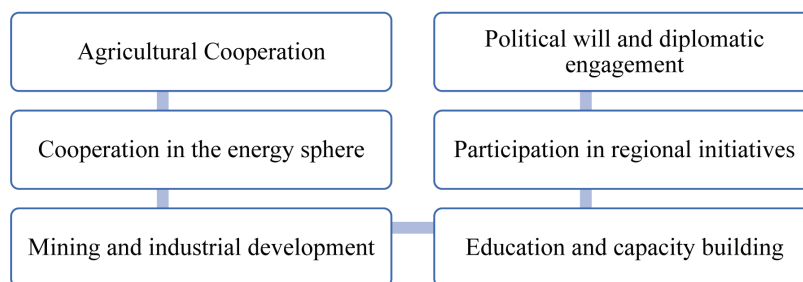 Agricultural Cooperation
Cooperation in the energy sphere
Mining and industrial development
Political will and diplomatic
engagement
Participation in regional initiatives
Education and capacity building